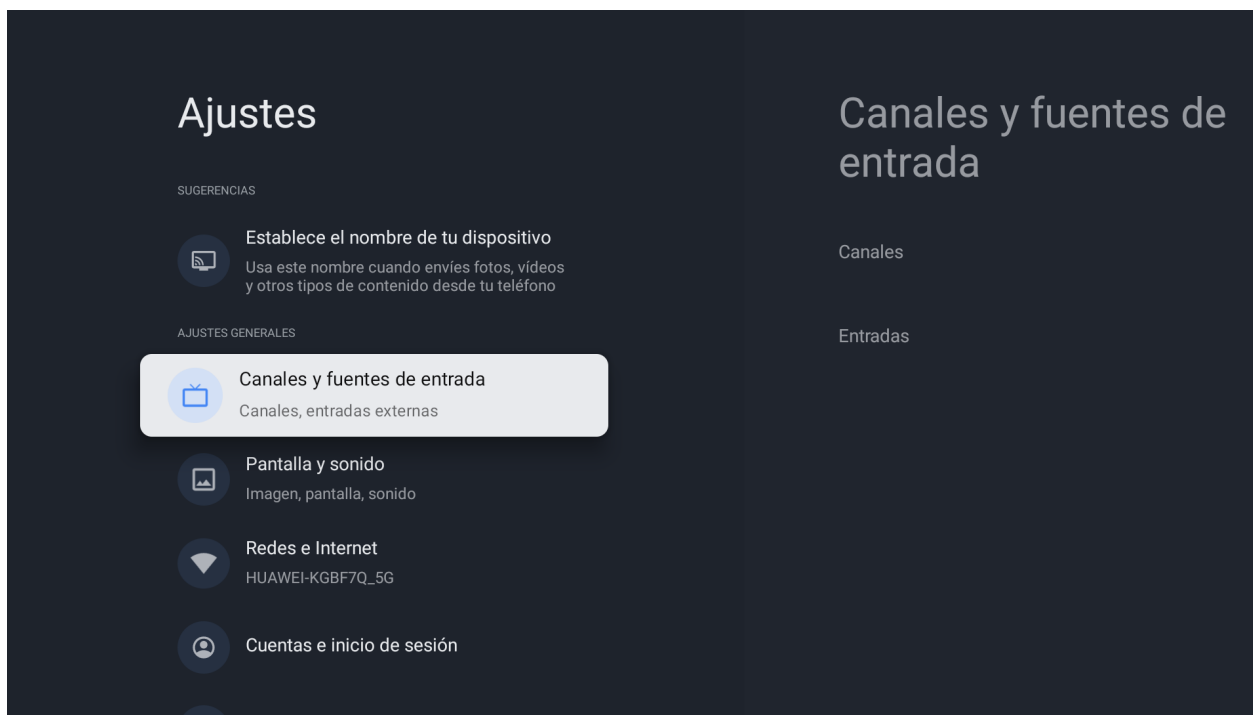 Ajustes
SUGERENCIAS
Establece el nombre de tu dispositivo
Usa este nombre cuando envíes fotos, vídeos
y otros tipos de contenido desde tu teléfono
AJUSTES GENERALES
Canales y fuentes de entrada
Canales, entradas externas
Pantalla y sonido
Imagen, pantalla, sonido
Redes e Internet
HUAWEI-KGBF7Q_5G
Cuentas e inicio de sesión
Canales y fuentes de
entrada
Canales
Entradas